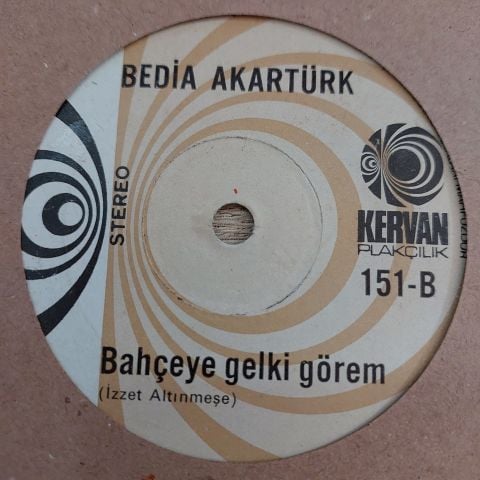 BEDİA AKARTÜRK
STEREO
KERVAN
PLAKÇILIK
151-B
Bahçeye gelki görem
(İzzet Altınmeşe)